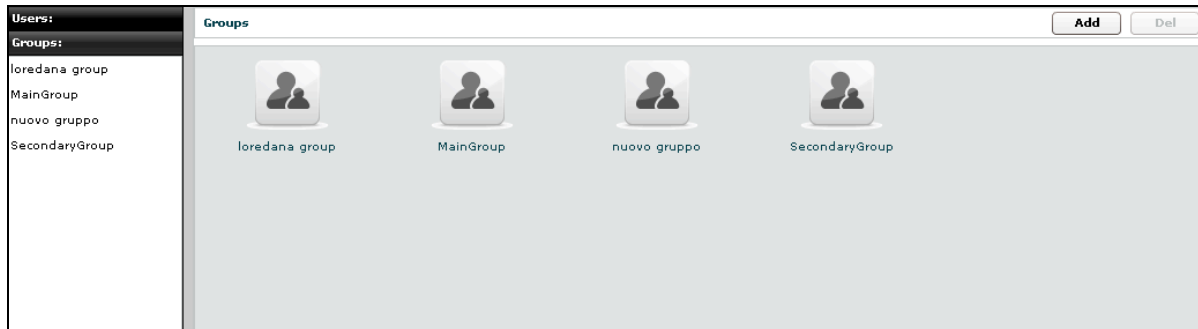 Users:
Groups:
loredana group
MainGroup
nuovo gruppo
SecondaryGroup
Groups
Add
Del
loredana group
MainGroup
nuovo gruppo
SecondaryGroup